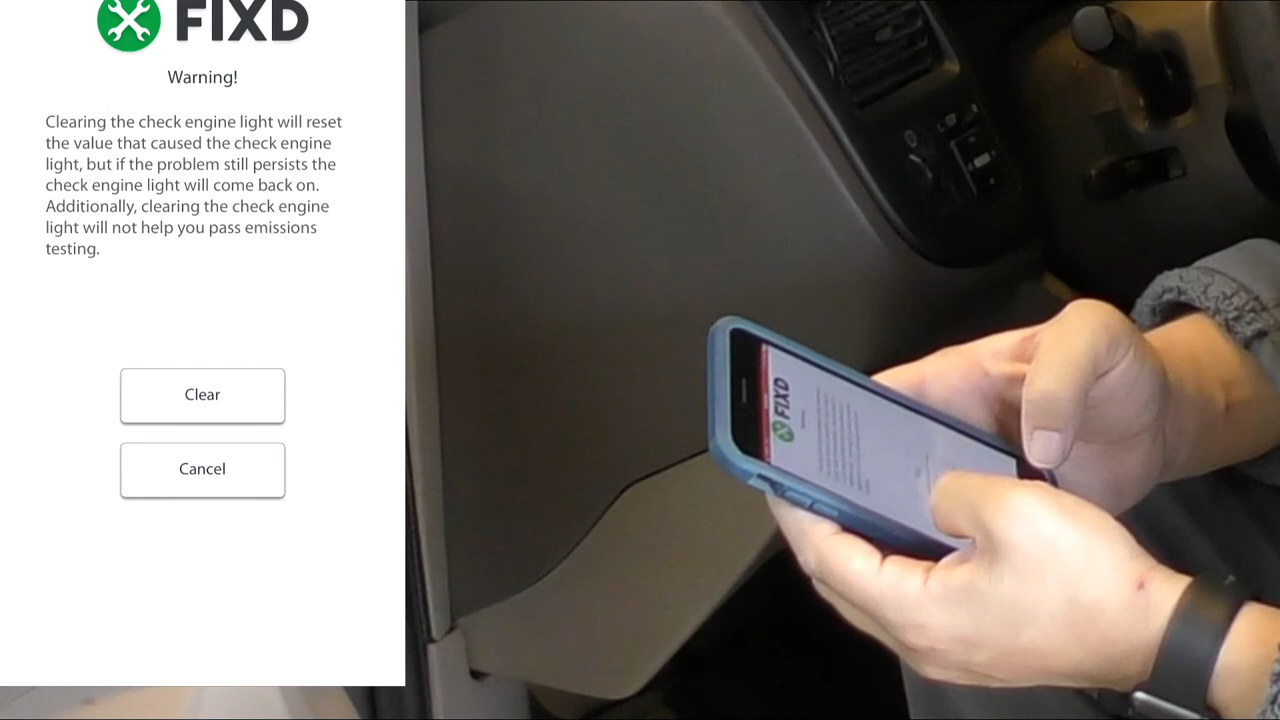 FIXD
Warning!
Clearing the check engine light will reset
the value that caused the check engine
light, but if the problem still persists the
check engine light will come back on.
Additionally, clearing the check engine
light will not help you pass emissions
testing.
Clear
Cancel
FIXD